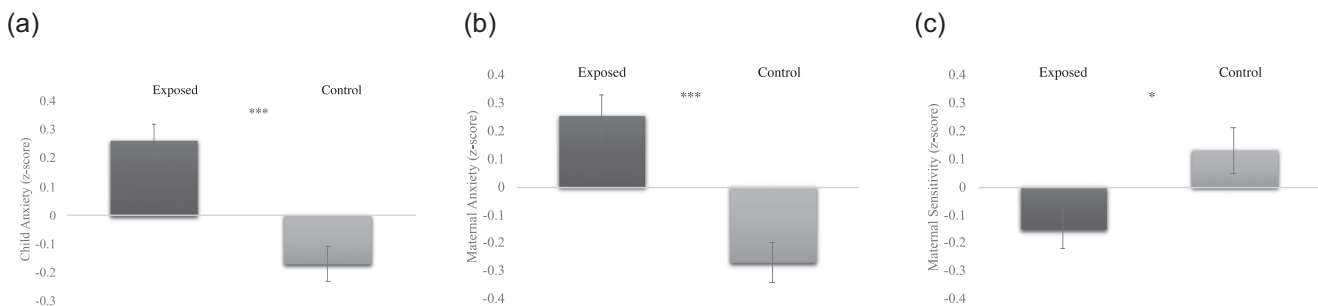 (a)
Child Anxiety (z-score)
0.4
0.3
0.2
0.1
0
-0.1
-0.2
-0.3
Exposed
Control
***
(b)
Maternal Anxiety (z-score)
0.4
0.3
0.2
0.1
0
-0.1
-0.2
-0.3
-0.4
Exposed
Control
***
(c)
Maternal Sensitivity (z-score)
0.4
0.3
0.2
0.1
0
-0.1
-0.2
-0.3
-0.4
Exposed
Control
*